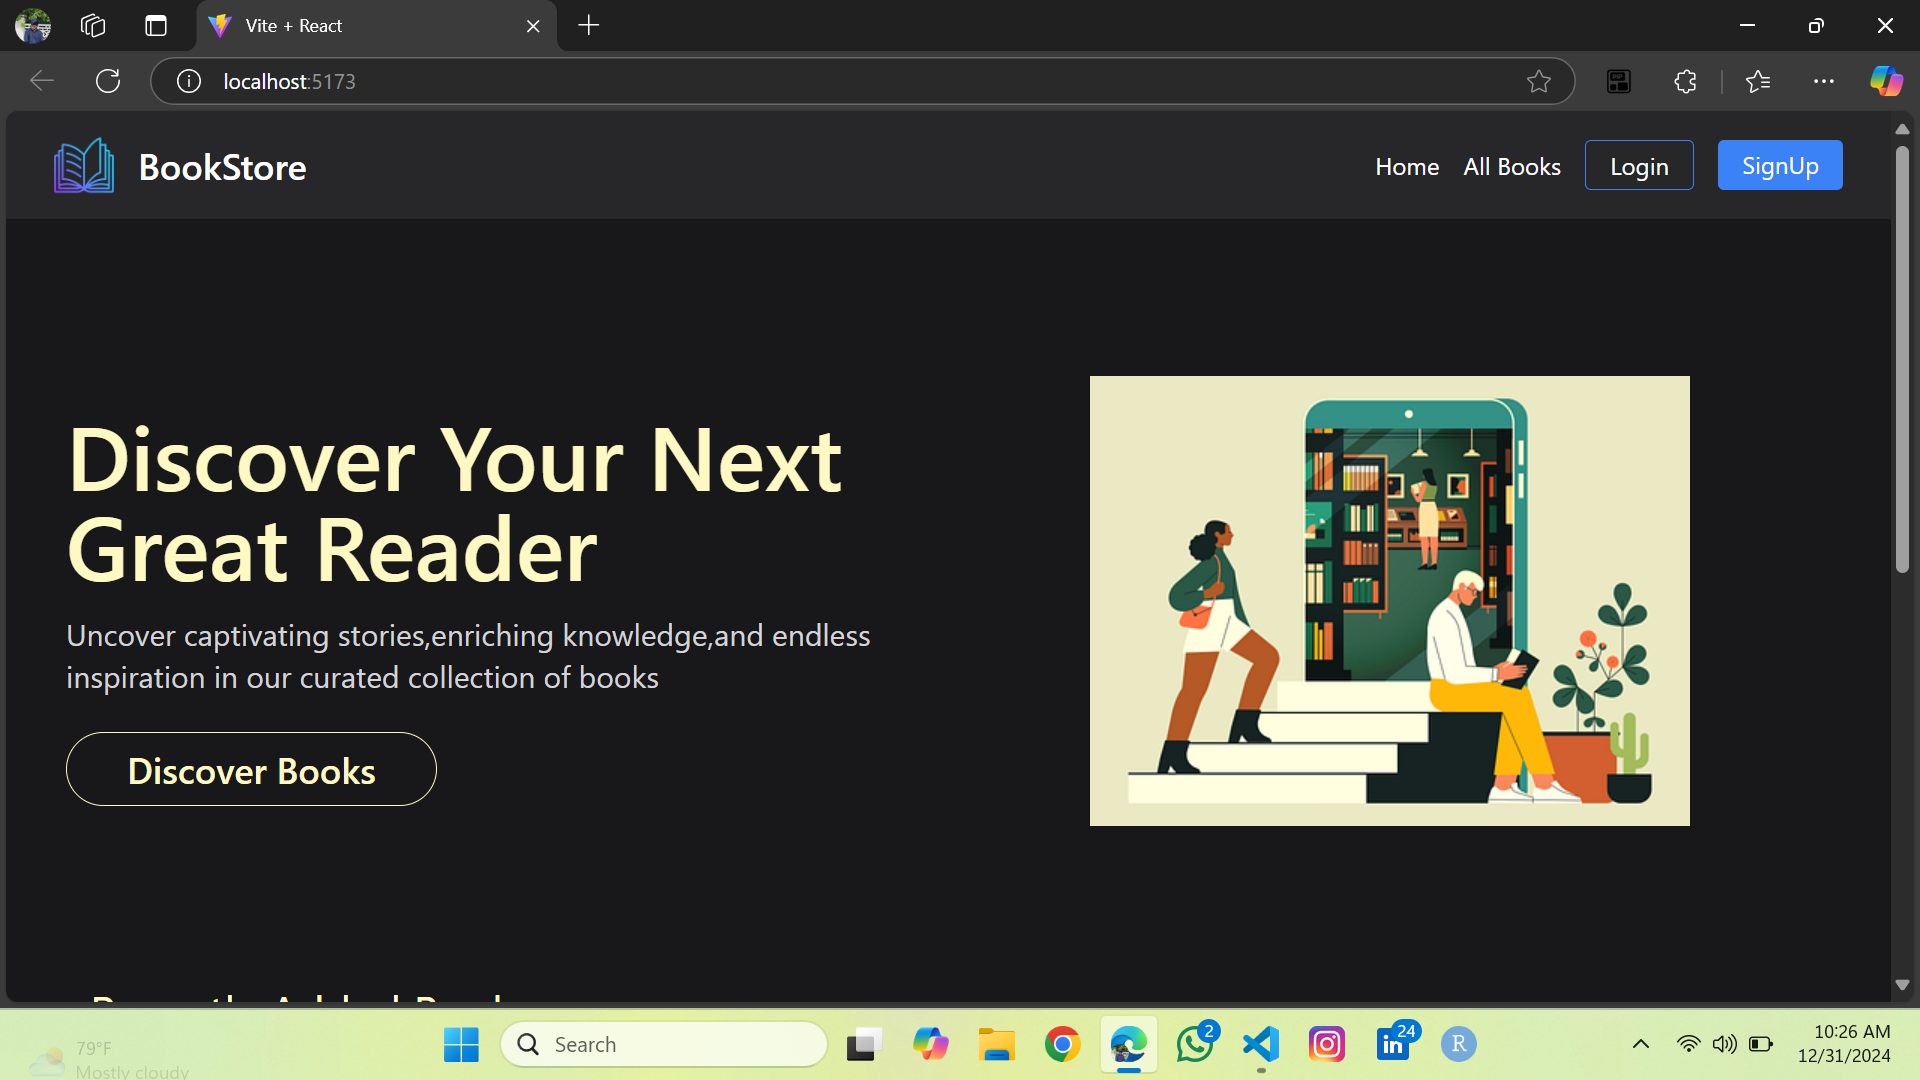 Vite + React
localhost:5173
BookStore
Home All Books Login SignUp
Discover Your Next
Great Reader
Uncover captivating stories,enriching knowledge,and endless
inspiration in our curated collection of books
Discover Books
79°F
Mostly cloudy
Search
2
24
R
10:26 AM
12/31/2024